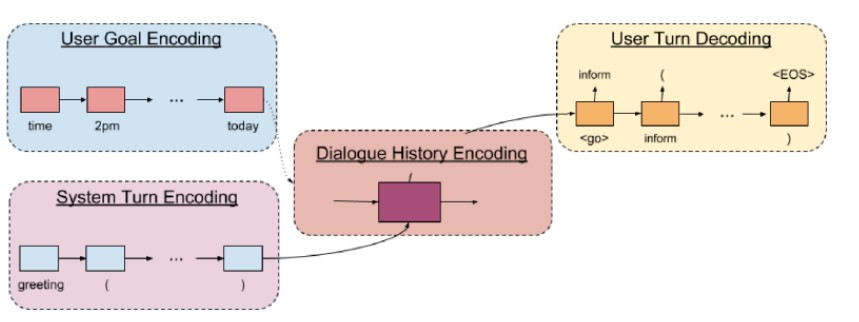 User Goal Encoding
...
time 2pm today
System Turn Encoding
...
greeting ( )
Dialogue History Encoding
User Turn Decoding
inform ( <EOS>
...
<go> inform )